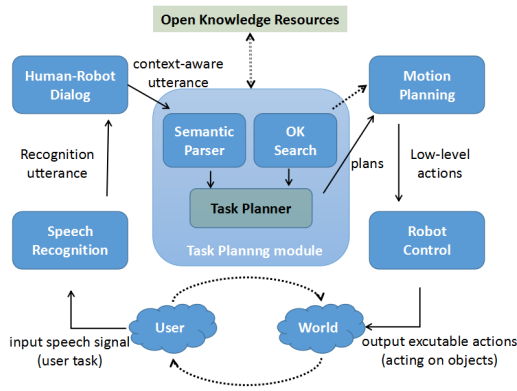 Open Knowledge Resources
context-aware
utterance
Human-Robot
Dialog
Motion
Planning
Semantic
Parser
OK
Search
Recognition
utterance
plans
Low-level
actions
Task Planner
Speech
Recognition
Task Plannng module
Robot
Control
User
World
input speech signal
(user task)
output excutable actions
(acting on objects)